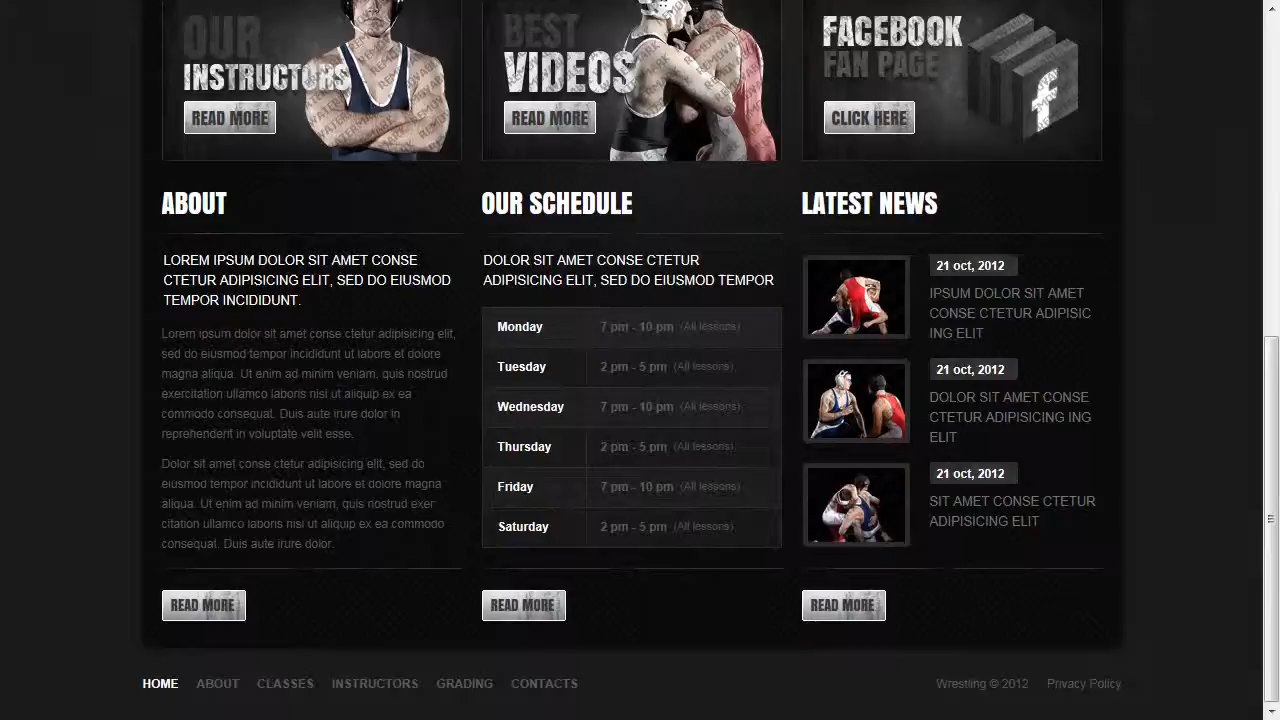 OUR
INSTRUCTORS
READ MORE
BEST
VIDEOS
READ MORE
FACEBOOK
FAN PAGE
CLICK HERE
ABOUT
LOREM IPSUM DOLOR SIT AMET CONSE
CTETUR ADIPISICING ELIT, SED DO EIUSMOD
TEMPOR INCIDIDUNT.
Lorem ipsum dolor sit amet conse ctetur adipisicing elit,
sed do eiusmod tempor incididunt ut labore et dolore
magna aliqua. Ut enim ad minim veniam, quis nostrud
exercitation ullamco laboris nisi ut aliquip ex ea
commodo consequat. Duis aute irure dolor in
reprehenderit in voluptate velit esse.
Dolor sit amet conse ctetur adipisicing elit, sed do
eiusmod tempor incididunt ut labore et dolore magna
aliqua. Ut enim ad minim veniam, quis nostrud exer
citation ullamco laboris nisi ut aliquip ex ea commodo
consequat. Duis aute irure dolor.
READ MORE
OUR SCHEDULE
DOLOR SIT AMET CONSE CTETUR
ADIPISICING ELIT, SED DO EIUSMOD TEMPOR
Monday 7 pm - 10 pm (All lessons)
Tuesday 2 pm - 5 pm (All lessons)
Wednesday 7 pm - 10 pm (All lessons)
Thursday 2 pm - 5 pm (All lessons)
Friday 7 pm - 10 pm (All lessons)
Saturday 2 pm - 5 pm (All lessons)
READ MORE
LATEST NEWS
21 oct, 2012
IPSUM DOLOR SIT AMET
CONSE CTETUR ADIPISIC
ING ELIT
21 oct, 2012
DOLOR SIT AMET CONSE
CTETUR ADIPISICING ING
ELIT
21 oct, 2012
SIT AMET CONSE CTETUR
ADIPISICING ELIT
READ MORE
HOME ABOUT CLASSES INSTRUCTORS GRADING CONTACTS
Wrestling © 2012 Privacy Policy